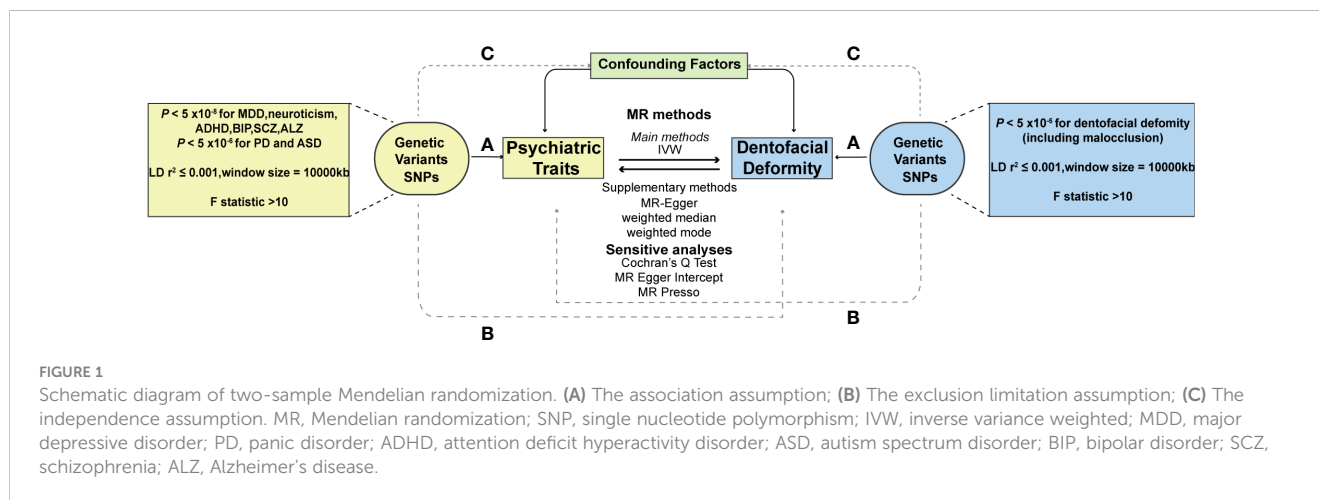 C
C
Confounding Factors
P < 5 x10⁻⁸ for MDD,neuroticism,
ADHD,BIP,SCZ,ALZ
P < 5 x10⁻⁶ for PD and ASD
LD r² ≤ 0.001,window size = 10000kb
F statistic >10
Genetic
Variants
SNPs
A
Psychiatric
Traits
MR methods
Main methods
IVW
Supplementary methods
MR-Egger
weighted median
weighted mode
Sensitive analyses
Cochran's Q Test
MR Egger Intercept
MR Presso
Dentofacial
Deformity
A
Genetic
Variants
SNPs
P < 5 x10⁻⁶ for dentofacial defomity
(including malocclusion)
LD r² ≤ 0.001,window size = 10000kb
F statistic >10
B
B
FIGURE 1
Schematic diagram of two-sample Mendelian randomization. (A) The association assumption; (B) The exclusion limitation assumption; (C) The
independence assumption. MR, Mendelian randomization; SNP, single nucleotide polymorphism; IVW, inverse variance weighted; MDD, major
depressive disorder; PD, panic disorder; ADHD, attention deficit hyperactivity disorder; ASD, autism spectrum disorder; BIP, bipolar disorder; SCZ,
schizophrenia; ALZ, Alzheimer's disease.